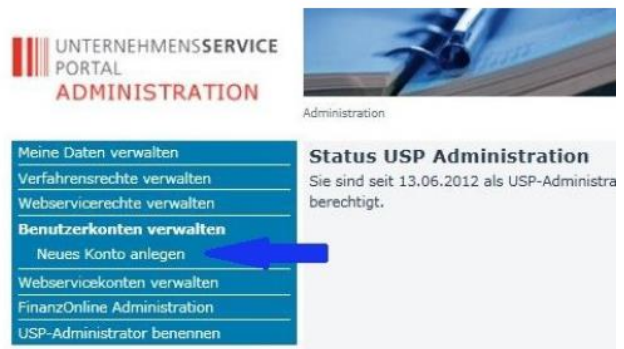 UNTERNEHMENSSERVICE
PORTAL
ADMINISTRATION
Administration
Meine Daten verwalten
Verfahrensrechte verwalten
Webservicerechte verwalten
Benutzerkonten verwalten
Neues Konto anlegen
Webservicekonten verwalten
FinanzOnline Administration
USP-Administrator benennen
Status USP Administration
Sie sind seit 13.06.2012 als USP-Administra
berechtigt.